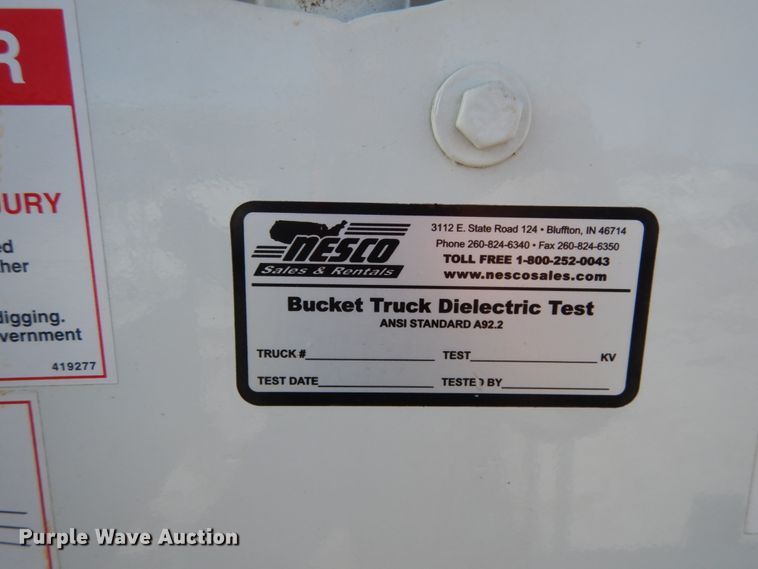 R
JURY
ed
her
digging.
vernment
419277
nesco
Sales & Rentals
3112 E. State Road 124 • Bluffton, IN 46714
Phone 260-824-6340 • Fax 260-824-6350
TOLL FREE 1-800-252-0043
www.nescosales.com
Bucket Truck Dielectric Test
ANSI STANDARD A92.2
TRUCK # TEST KV
TEST DATE TESTED BY
Purple Wave Auction